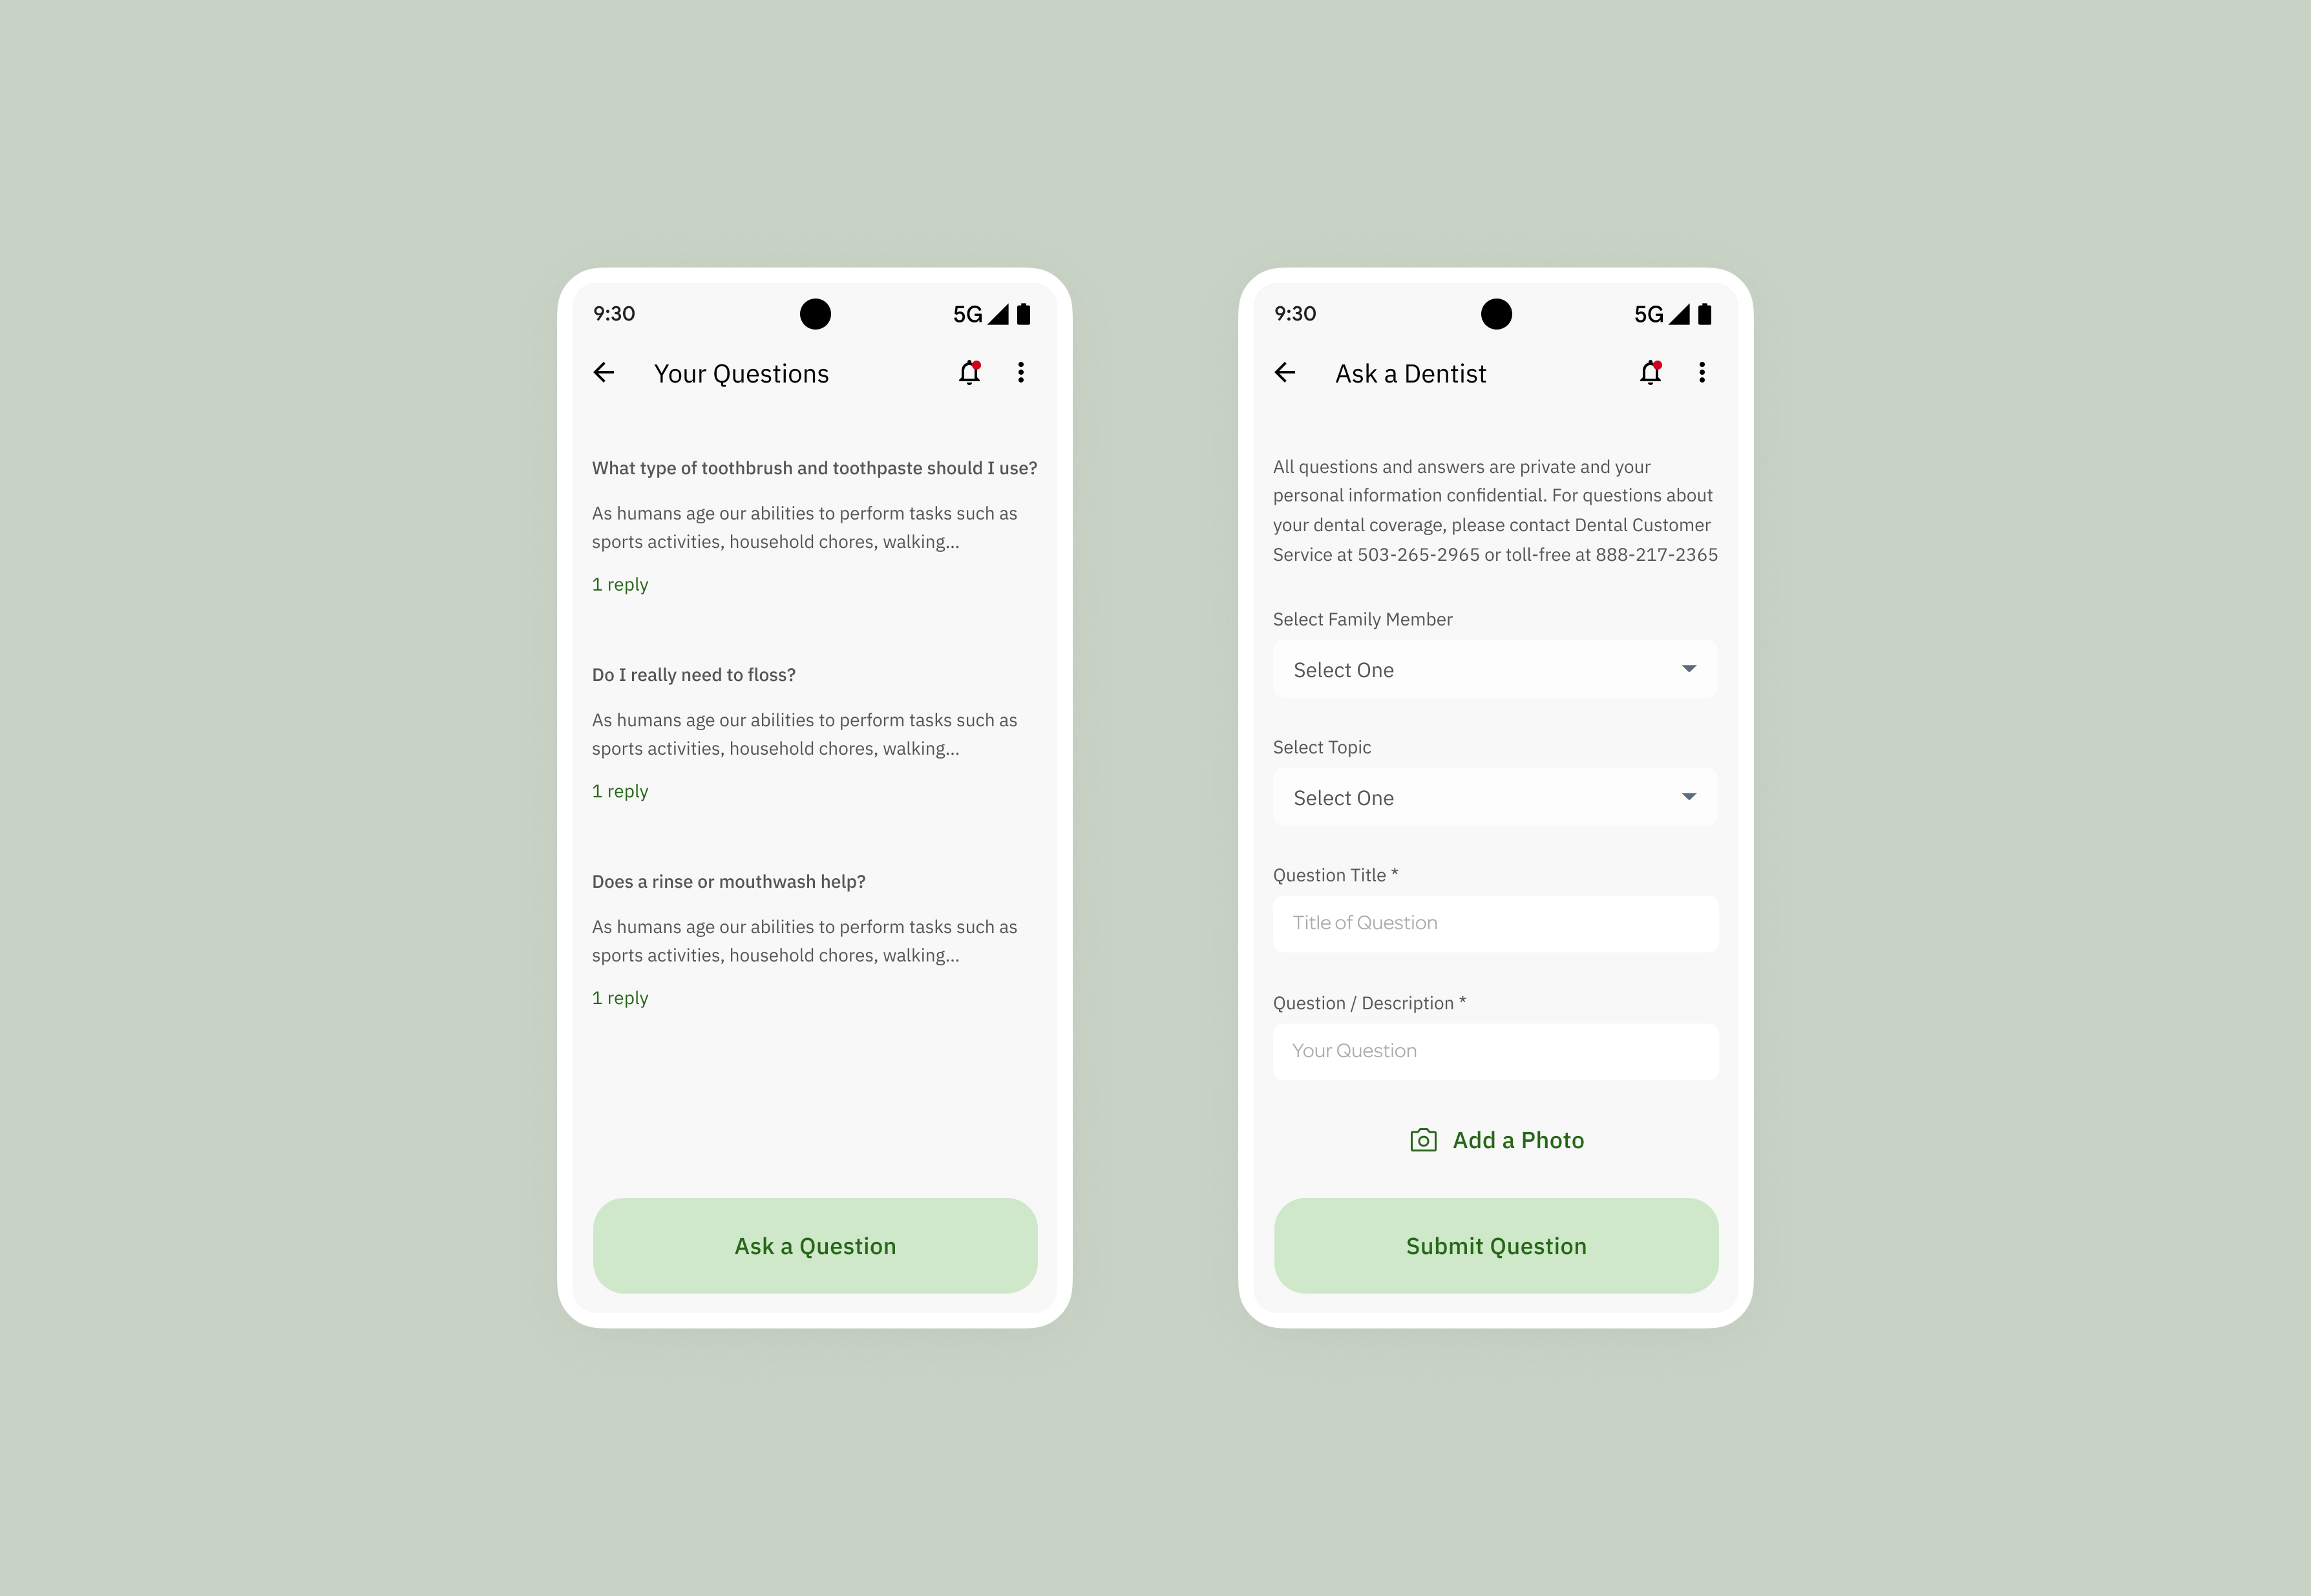 9:30
5G
Your Questions
What type of toothbrush and toothpaste should I use?
As humans age our abilities to perform tasks such as
sports activities, household chores, walking...
1 reply
Do I really need to floss?
As humans age our abilities to perform tasks such as
sports activities, household chores, walking...
1 reply
Does a rinse or mouthwash help?
As humans age our abilities to perform tasks such as
sports activities, household chores, walking...
1 reply
Ask a Question
9:30
5G
Ask a Dentist
All questions and answers are private and your
personal information confidential. For questions about
your dental coverage, please contact Dental Customer
Service at 503-265-2965 or toll-free at 888-217-2365
Select Family Member
Select One
Select Topic
Select One
Question Title *
Title of Question
Question / Description *
Your Question
Add a Photo
Submit Question